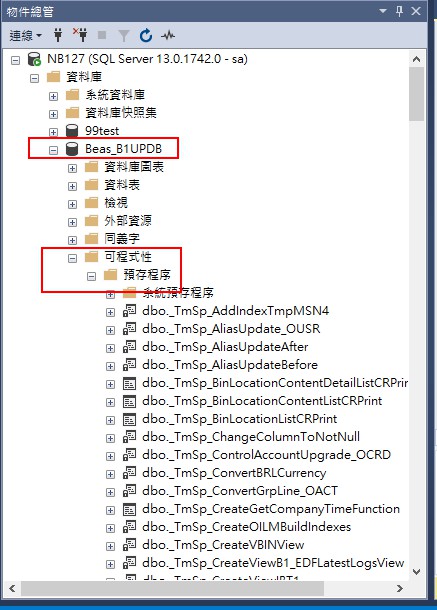 物件總管
連線
NB127 (SQL Server 13.0.1742.0 - sa)
資料庫
系統資料庫
資料庫快照集
99test
Beas_B1UPDB
資料庫圖表
資料表
檢視
外部資源
同義字
可程式性
預存程序
系統預存程序
dbo._TmSp_AddIndexTmpMSN4
dbo._TmSp_AliasUpdate_OUSR
dbo._TmSp_AliasUpdateAfter
dbo._TmSp_AliasUpdateBefore
dbo._TmSp_BinLocationContentDetailListCRPrin
dbo._TmSp_BinLocationContentListCRPrint
dbo._TmSp_BinLocationListCRPrint
dbo._TmSp_ChangeColumnToNotNull
dbo._TmSp_ControlAccountUpgrade_OCRD
dbo._TmSp_ConvertBRLCurrency
dbo._TmSp_ConvertGrpLine_OACT
dbo._TmSp_CreateGetCompanyTimeFunction
dbo._TmSp_CreateOILMBuildIndexes
dbo._TmSp_CreateVBINView
dbo._TmSp_CreateViewB1_EDFLatestLogsView
dbo._TmSp_CreateViewIBT1